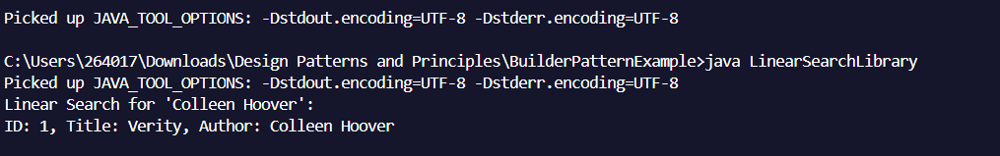 Picked up JAVA_TOOL_OPTIONS: -Dstdout.encoding=UTF-8 -Dstderr.encoding=UTF-8
C:\Users\264017\Downloads\Design Patterns and Principles\BuilderPatternExample>java LinearSearchLibrary
Picked up JAVA_TOOL_OPTIONS: -Dstdout.encoding=UTF-8 -Dstderr.encoding=UTF-8
Linear Search for 'Colleen Hoover':
ID: 1, Title: Verity, Author: Colleen Hoover